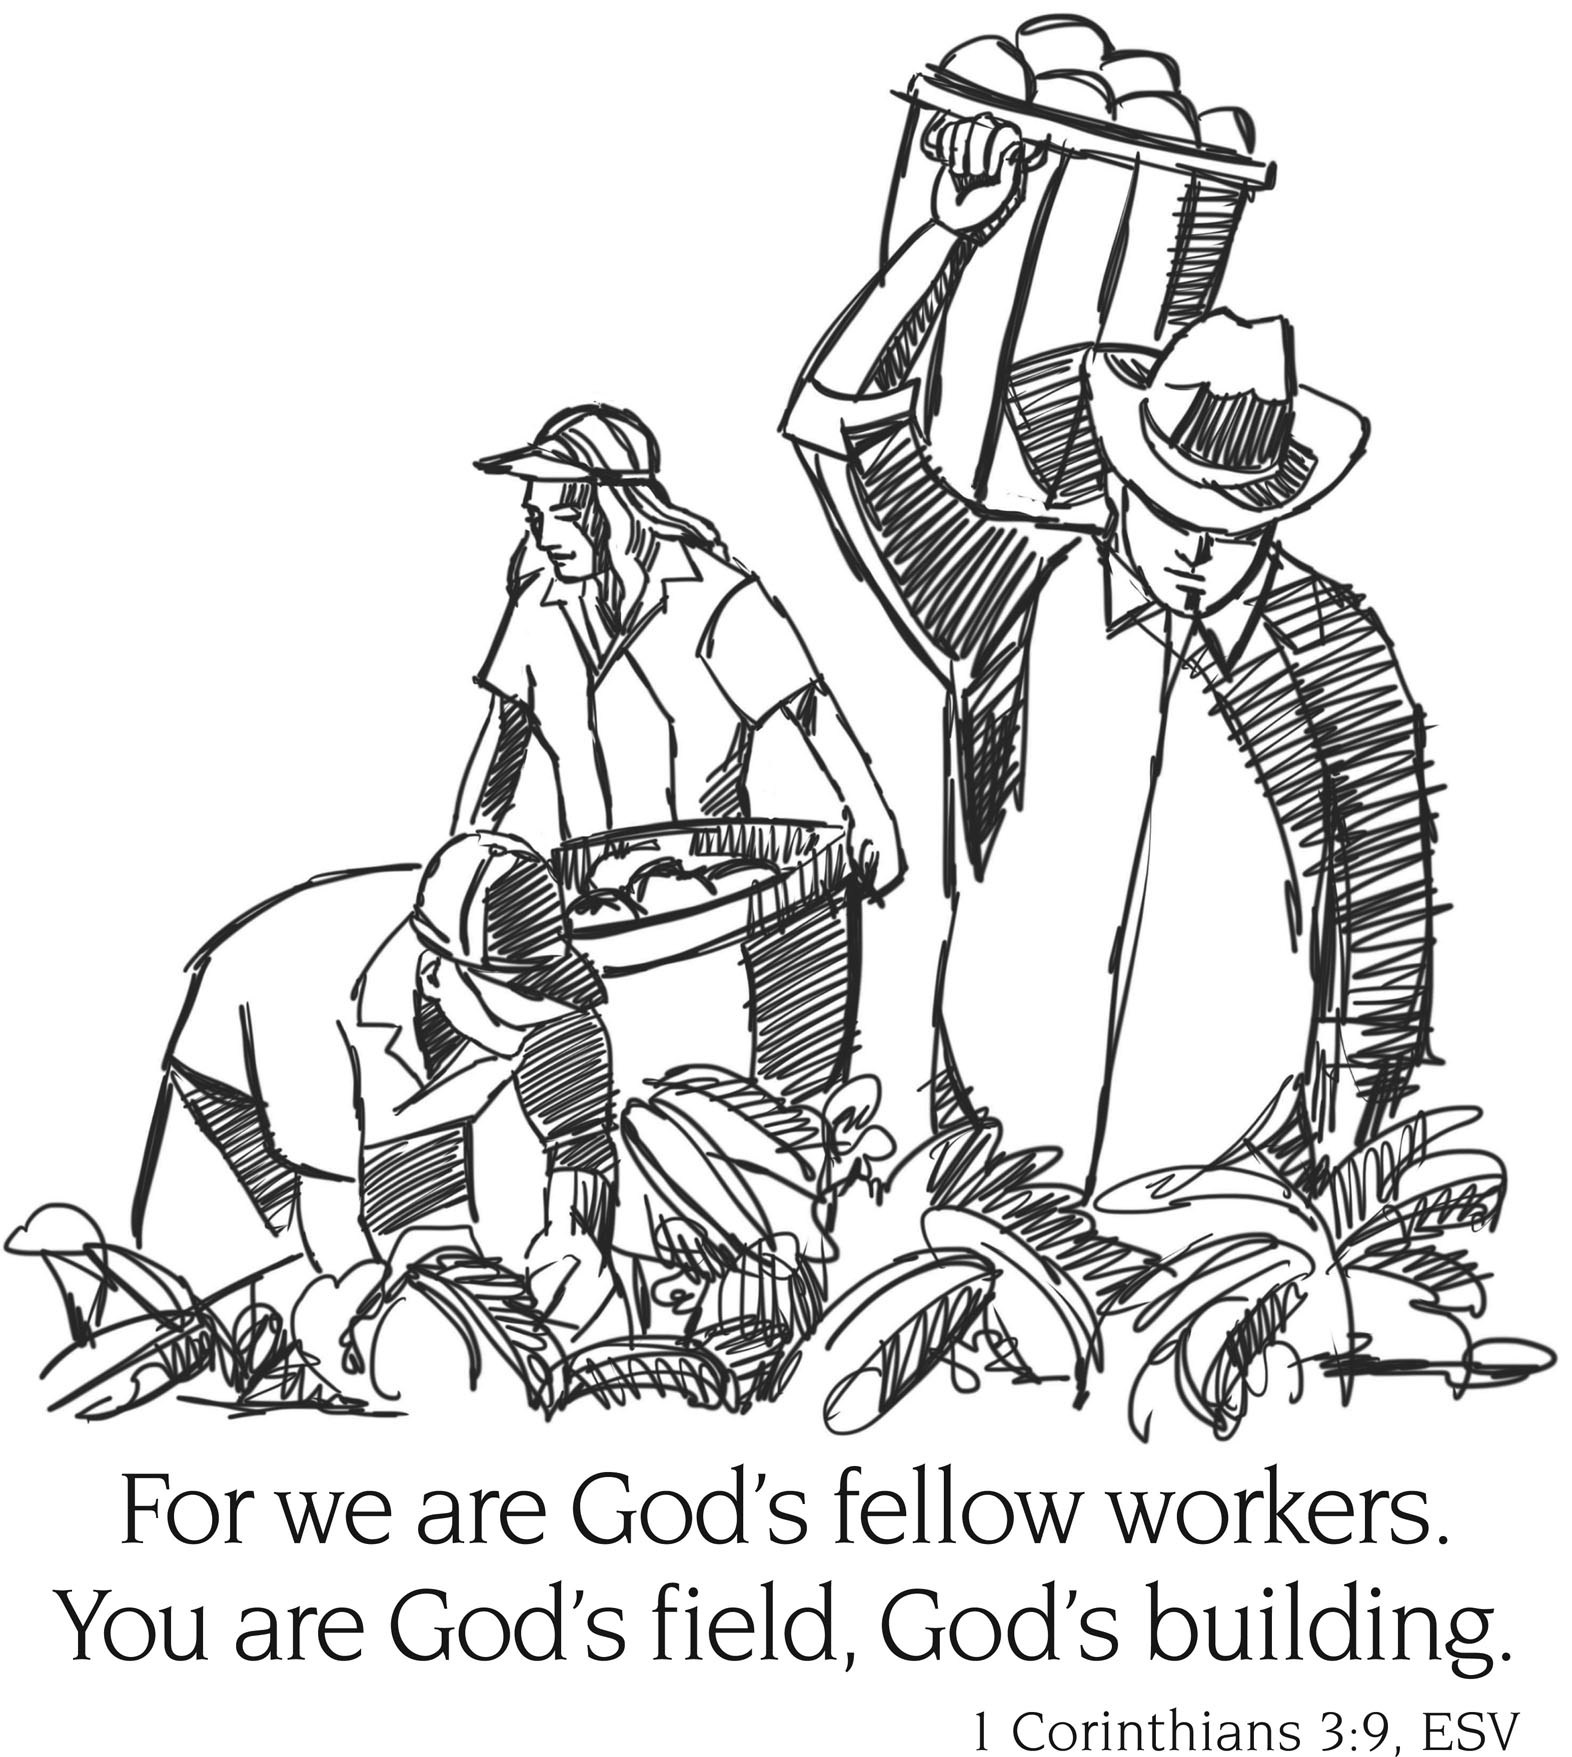 For we are God’s fellow workers.
You are God’s field, God’s building.
1 Corinthians 3:9, ESV